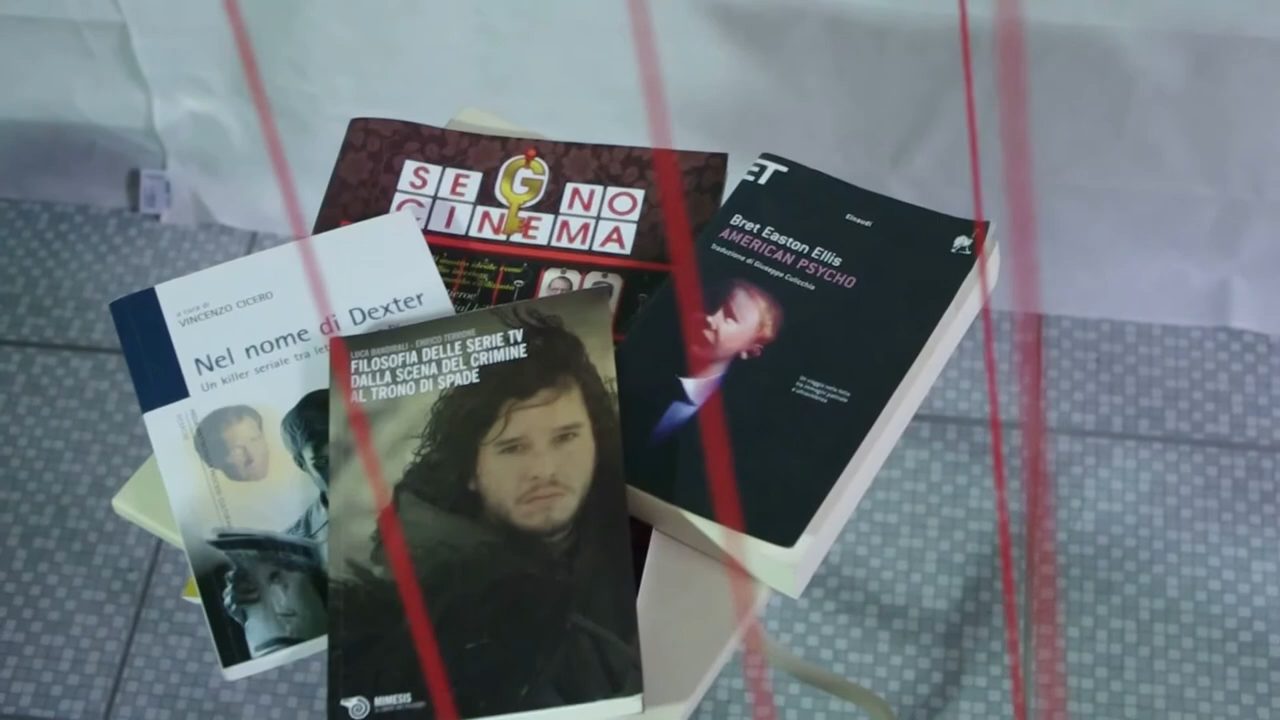 SEGNO
CINEMA
ET
Einaudi
Bret Easton Ellis
AMERICAN PSYCHO
Traduzione di Giuseppe Culicchia
a cura di
VINCENZO CICERO
Nel nome di Dexter
Un killer seriale tra
LUCA BANDIRALI - ENRICO TERRONE
FILOSOFIA DELLE SERIE TV
DALLA SCENA DEL CRIMINE
AL TRONO DI SPADE
MIMESIS